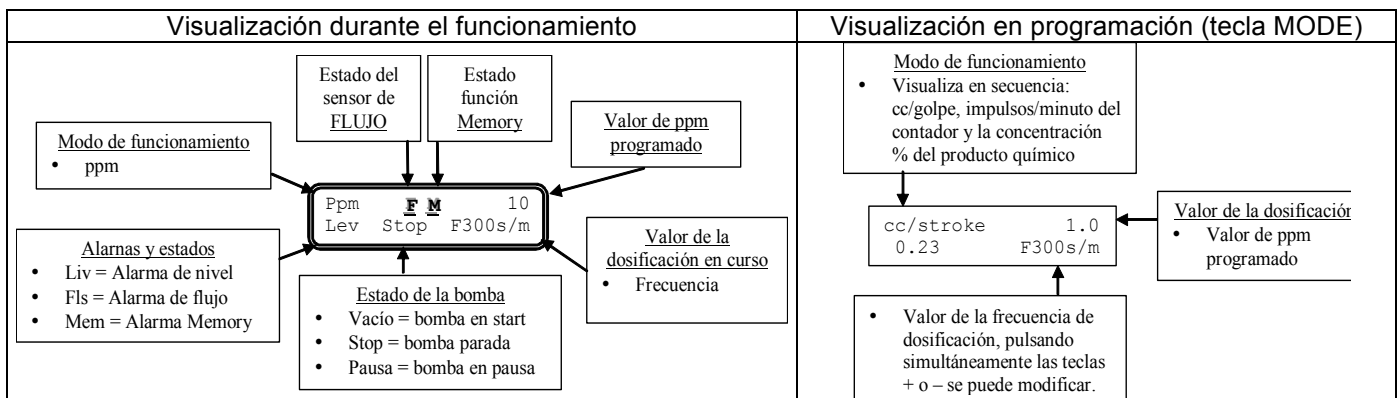 Visualización durante el funcionamiento
Estado del
sensor de
FLUJO
Estado
función
Memory
Modo de funcionamiento
• ppm
Valor de ppm
programado
Ppm F M 10
Lev Stop F300s/m
Alarnas y estados
• Liv = Alarma de nivel
• Fls = Alarma de flujo
• Mem = Alarma Memory
Estado de la bomba
• Vacío = bomba en start
• Stop = bomba parada
• Pausa = bomba en pausa
Valor de la
dosificación en curso
• Frecuencia
Visualización en programación (tecla MODE)
Modo de funcionamiento
• Visualiza en secuencia:
cc/golpe, impulsos/minuto del
contador y la concentración
% del producto químico
cc/stroke 1.0
0.23 F300s/m
Valor de la dosificación
• Valor de ppm
programado
• Valor de la frecuencia de
dosificación, pulsando
simultáneamente las teclas
+ o – se puede modificar.